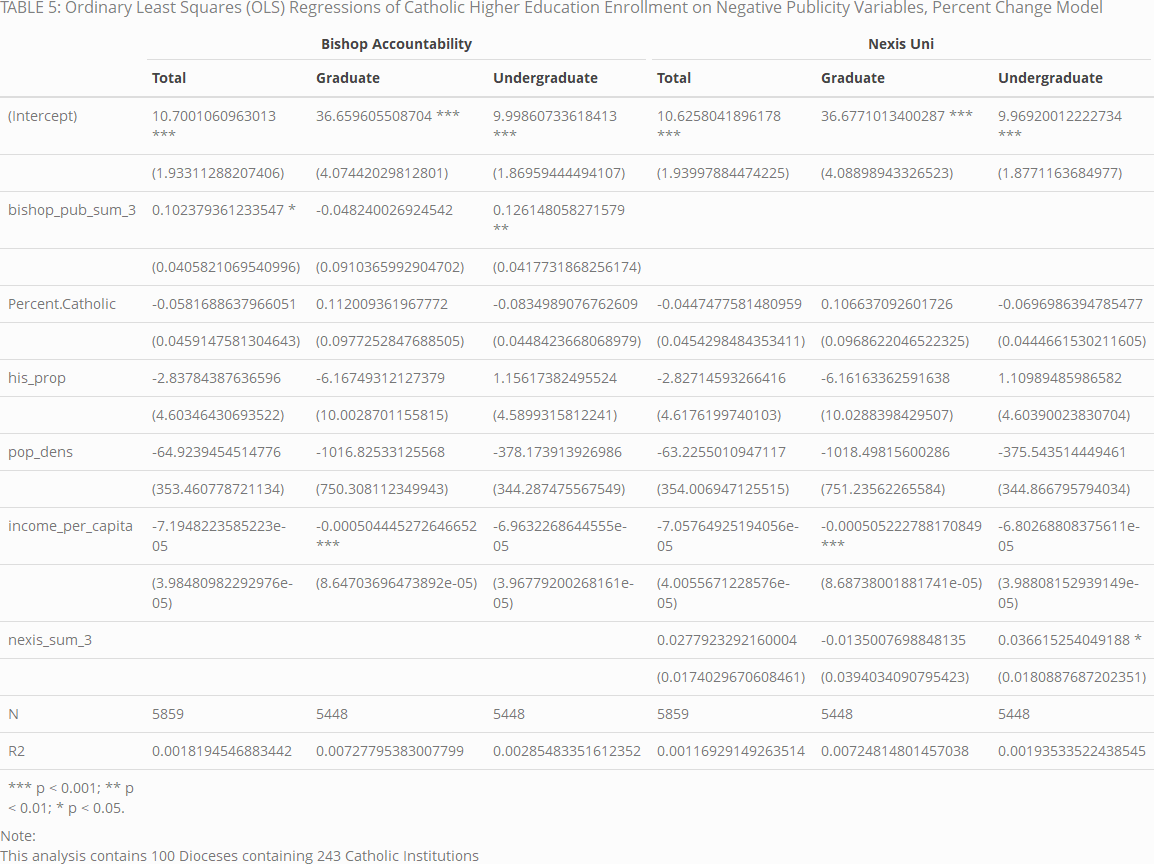 TABLE 5: Ordinary Least Squares (OLS) Regressions of Catholic Higher Education Enrollment on Negative Publicity Variables, Percent Change Model
Bishop Accountability Nexis Uni
Total Graduate Undergraduate Total Graduate Undergraduate
(Intercept) 10.7001060963013 36.659605508704 *** 9.99860733618413 10.6258041896178 36.6771013400287 *** 9.96920012222734
*** *** *** ***
(1.93311288207406) (4.07442029812801) (1.86959444494107) (1.93997884474225) (4.08898943326523) (1.8771163684977)
bishop_pub_sum_3 0.102379361233547 * -0.048240026924542 0.126148058271579
**
(0.0405821069540996) (0.0910365992904702) (0.0417731868256174)
Percent.Catholic -0.0581688637966051 0.112009361967772 -0.0834989076762609 -0.0447477581480959 0.106637092601726 -0.0696986394785477
(0.0459147581304643) (0.0977252847688505) (0.0448423668068979) (0.0454298484353411) (0.0968622046522325) (0.0444661530211605)
his_prop -2.83784387636596 -6.16749312127379 1.15617382495524 -2.82714593266416 -6.16163362591638 1.10989485986582
(4.60346430693522) (10.0028701155815) (4.5899315812241) (4.6176199740103) (10.0288398429507) (4.60390023830704)
pop_dens -64.9239454514776 -1016.82533125568 -378.173913926986 -63.2255010947117 -1018.49815600286 -375.543514449461
(353.460778721134) (750.308112349943) (344.287475567549) (354.006947125515) (751.23562265584) (344.866795794034)
income_per_capita -7.1948223585223e- -0.000504445272646652 -6.9632268644555e- -7.05764925194056e- -0.000505222788170849 -6.80268808375611e-
05 *** 05 05 *** 05
(3.98480982292976e- (8.64703696473892e-05) (3.96779200268161e- (4.0055671228576e- (8.68738001881741e-05) (3.98808152939149e-
05) 05) 05) 05)
nexis_sum_3 0.0277923292160004 -0.0135007698848135 0.036615254049188 *
(0.0174029670608461) (0.0394034090795423) (0.0180887687202351)
N 5859 5448 5448 5859 5448 5448
R2 0.0018194546883442 0.00727795383007799 0.00285483351612352 0.00116929149263514 0.00724814801457038 0.00193533522438545
*** p < 0.001; ** p
< 0.01; * p < 0.05.
Note:
This analysis contains 100 Dioceses containing 243 Catholic Institutions